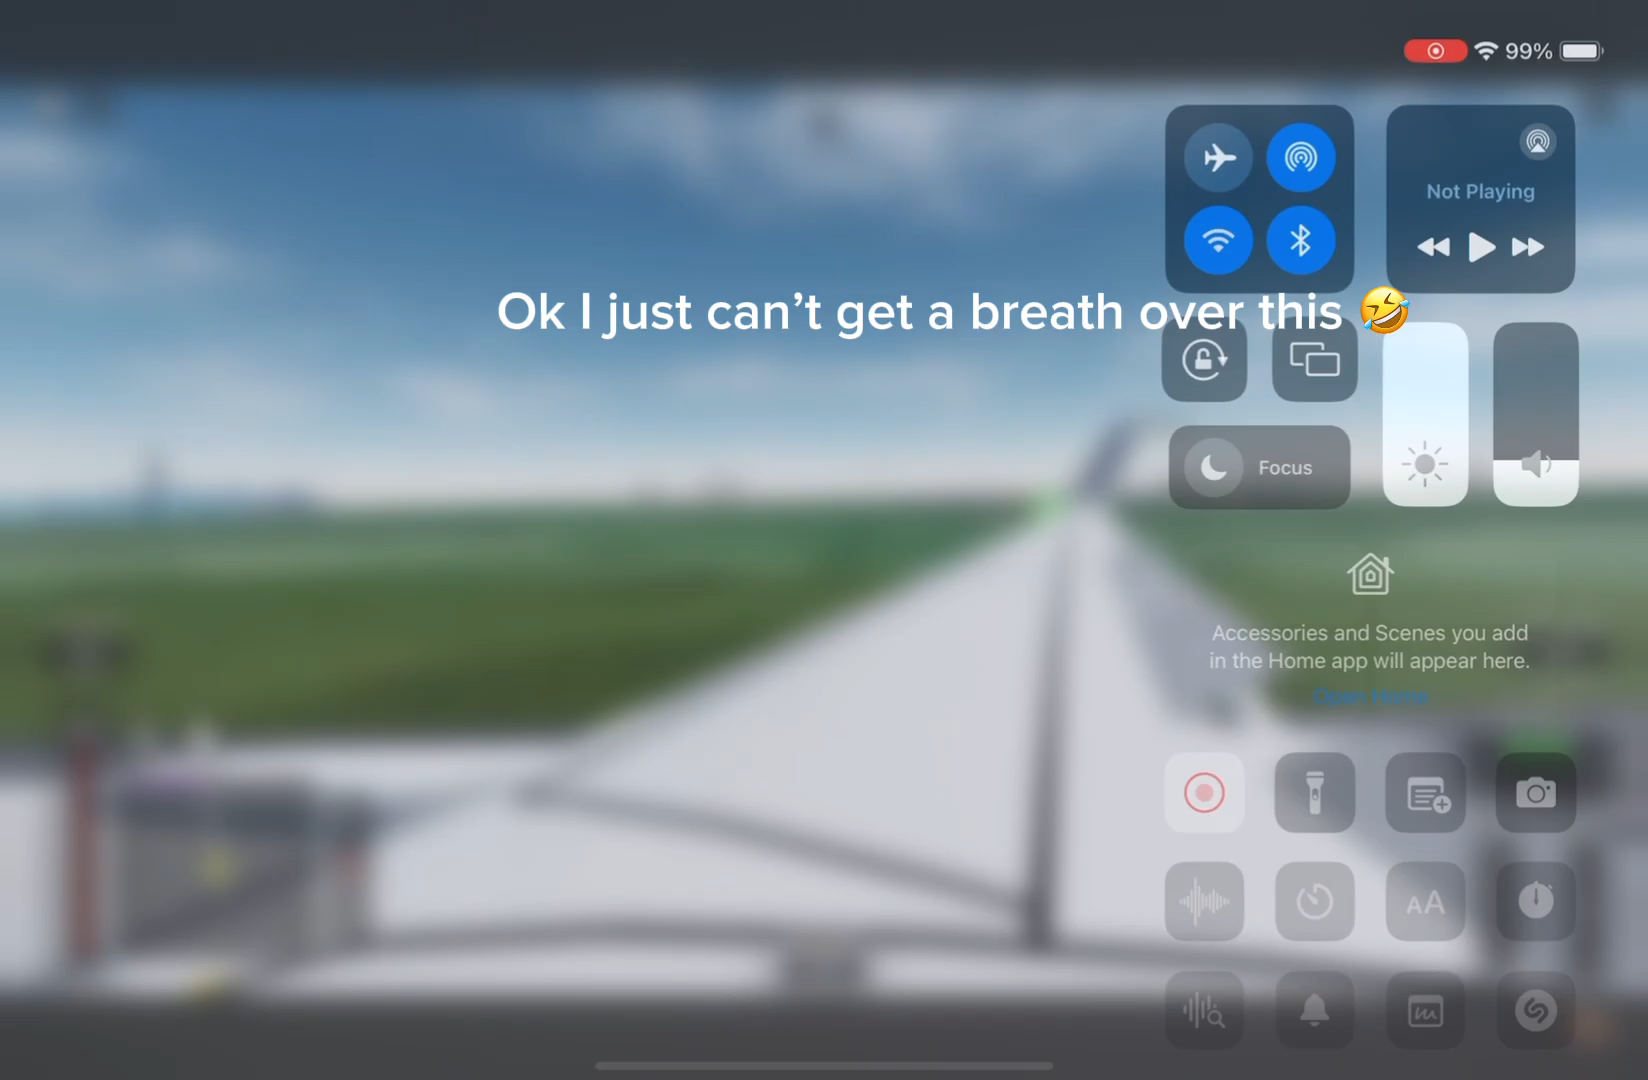 99%
Not Playing
Ok I just can’t get a breath over this 🤣
Focus
Accessories and Scenes you add
in the Home app will appear here.
Open Home
AA